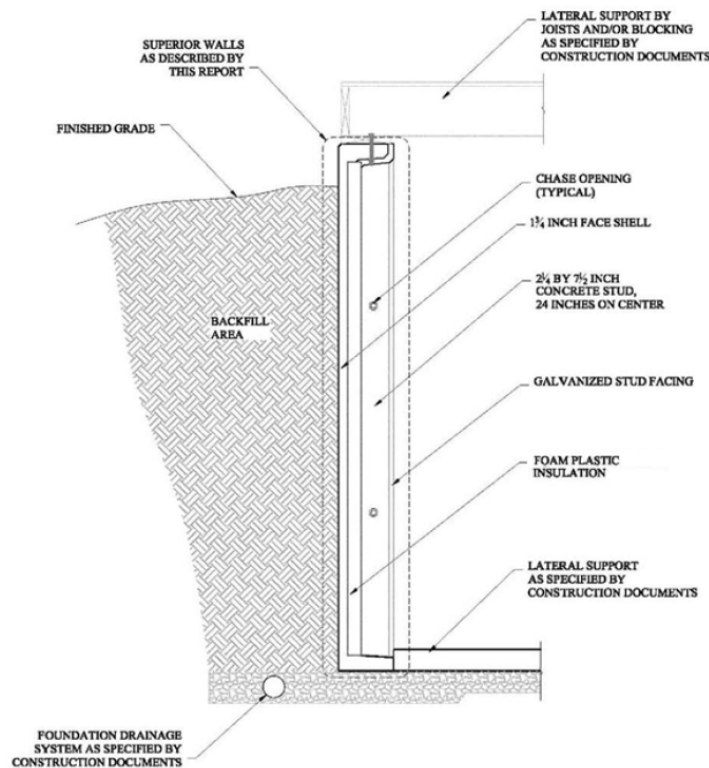 LATERAL SUPPORT BY
JOISTS AND/OR BLOCKING
AS SPECIFIED BY
CONSTRUCTION DOCUMENTS
SUPERIOR WALLS
AS DESCRIBED BY
THIS REPORT
FINISHED GRADE
CHASE OPENING
(TYPICAL)
1¾ INCH FACE SHELL
2¼ BY 7½ INCH
CONCRETE STUD,
24 INCHES ON CENTER
BACKFILL
AREA
GALVANIZED STUD FACING
FOAM PLASTIC
INSULATION
LATERAL SUPPORT
AS SPECIFIED BY
CONSTRUCTION DOCUMENTS
FOUNDATION DRAINAGE
SYSTEM AS SPECIFIED BY
CONSTRUCTION DOCUMENTS